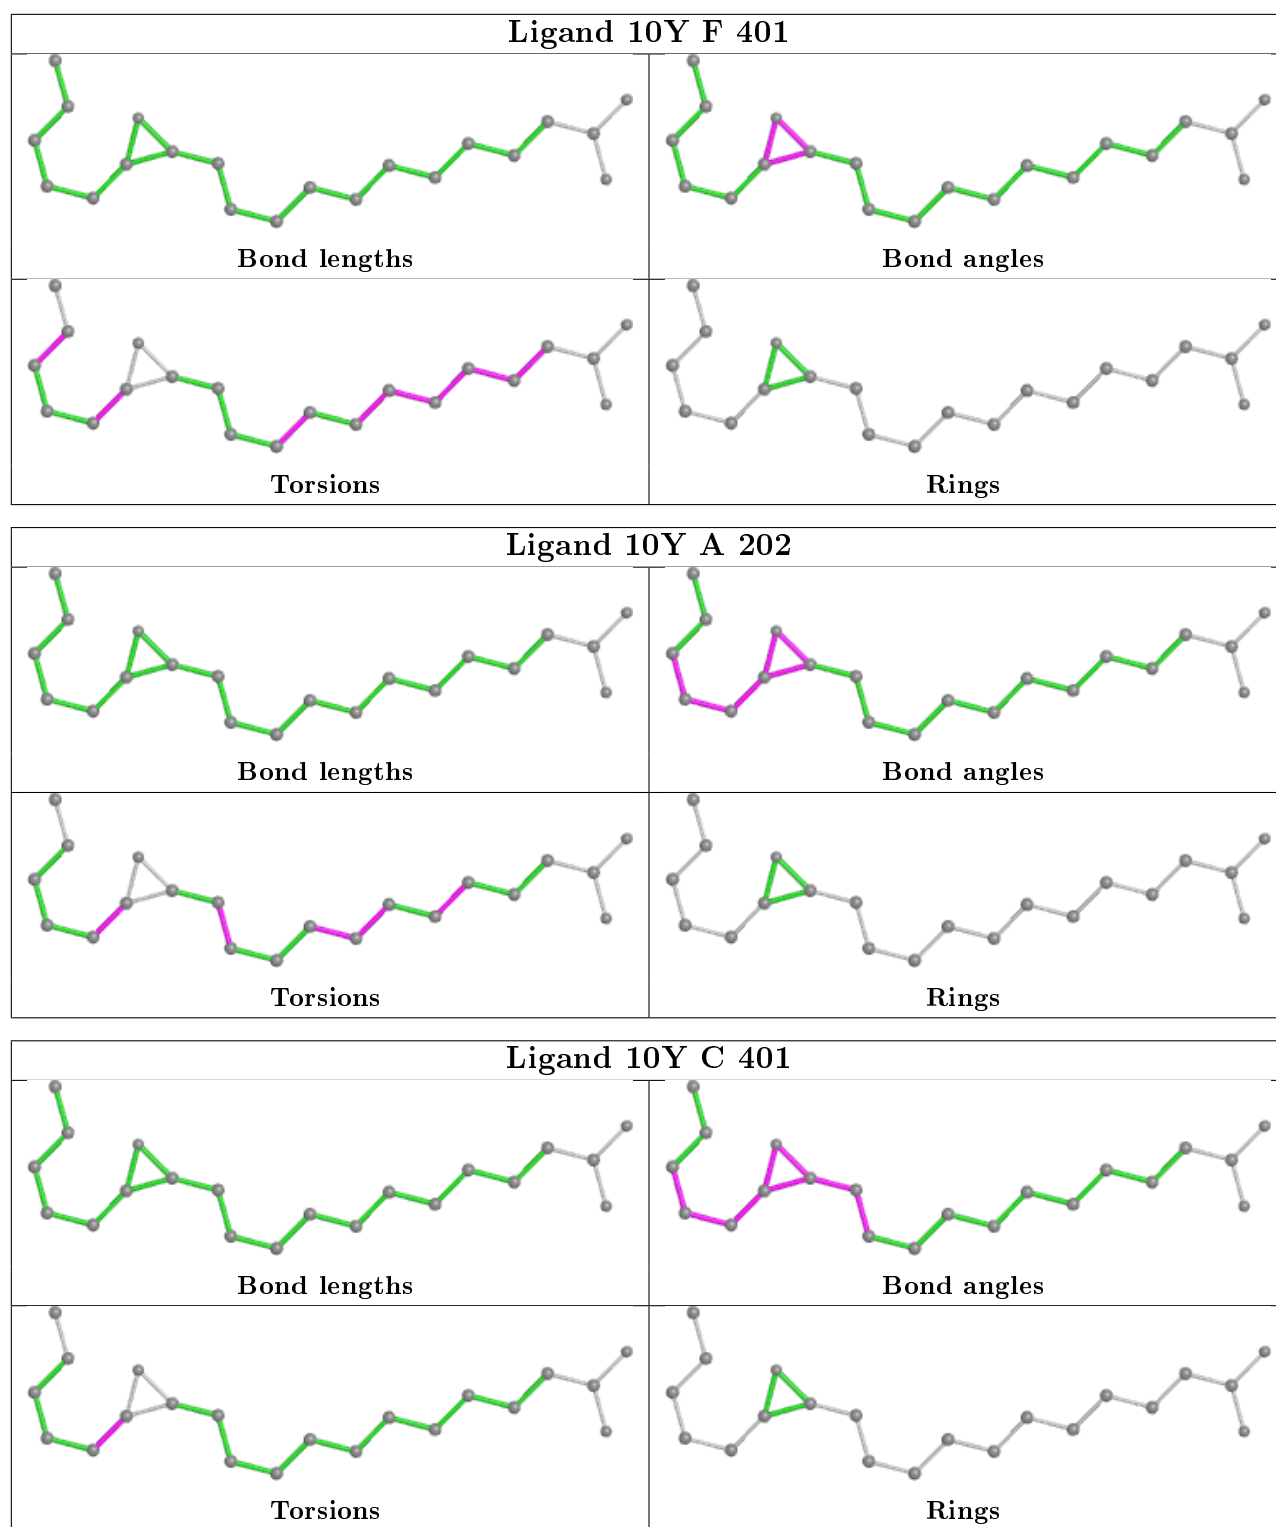 Ligand 10Y F 401
Bond lengths
Bond angles
Torsions
Rings
Ligand 10Y A 202
Bond lengths
Bond angles
Torsions
Rings
Ligand 10Y C 401
Bond lengths
Bond angles
Torsions
Rings